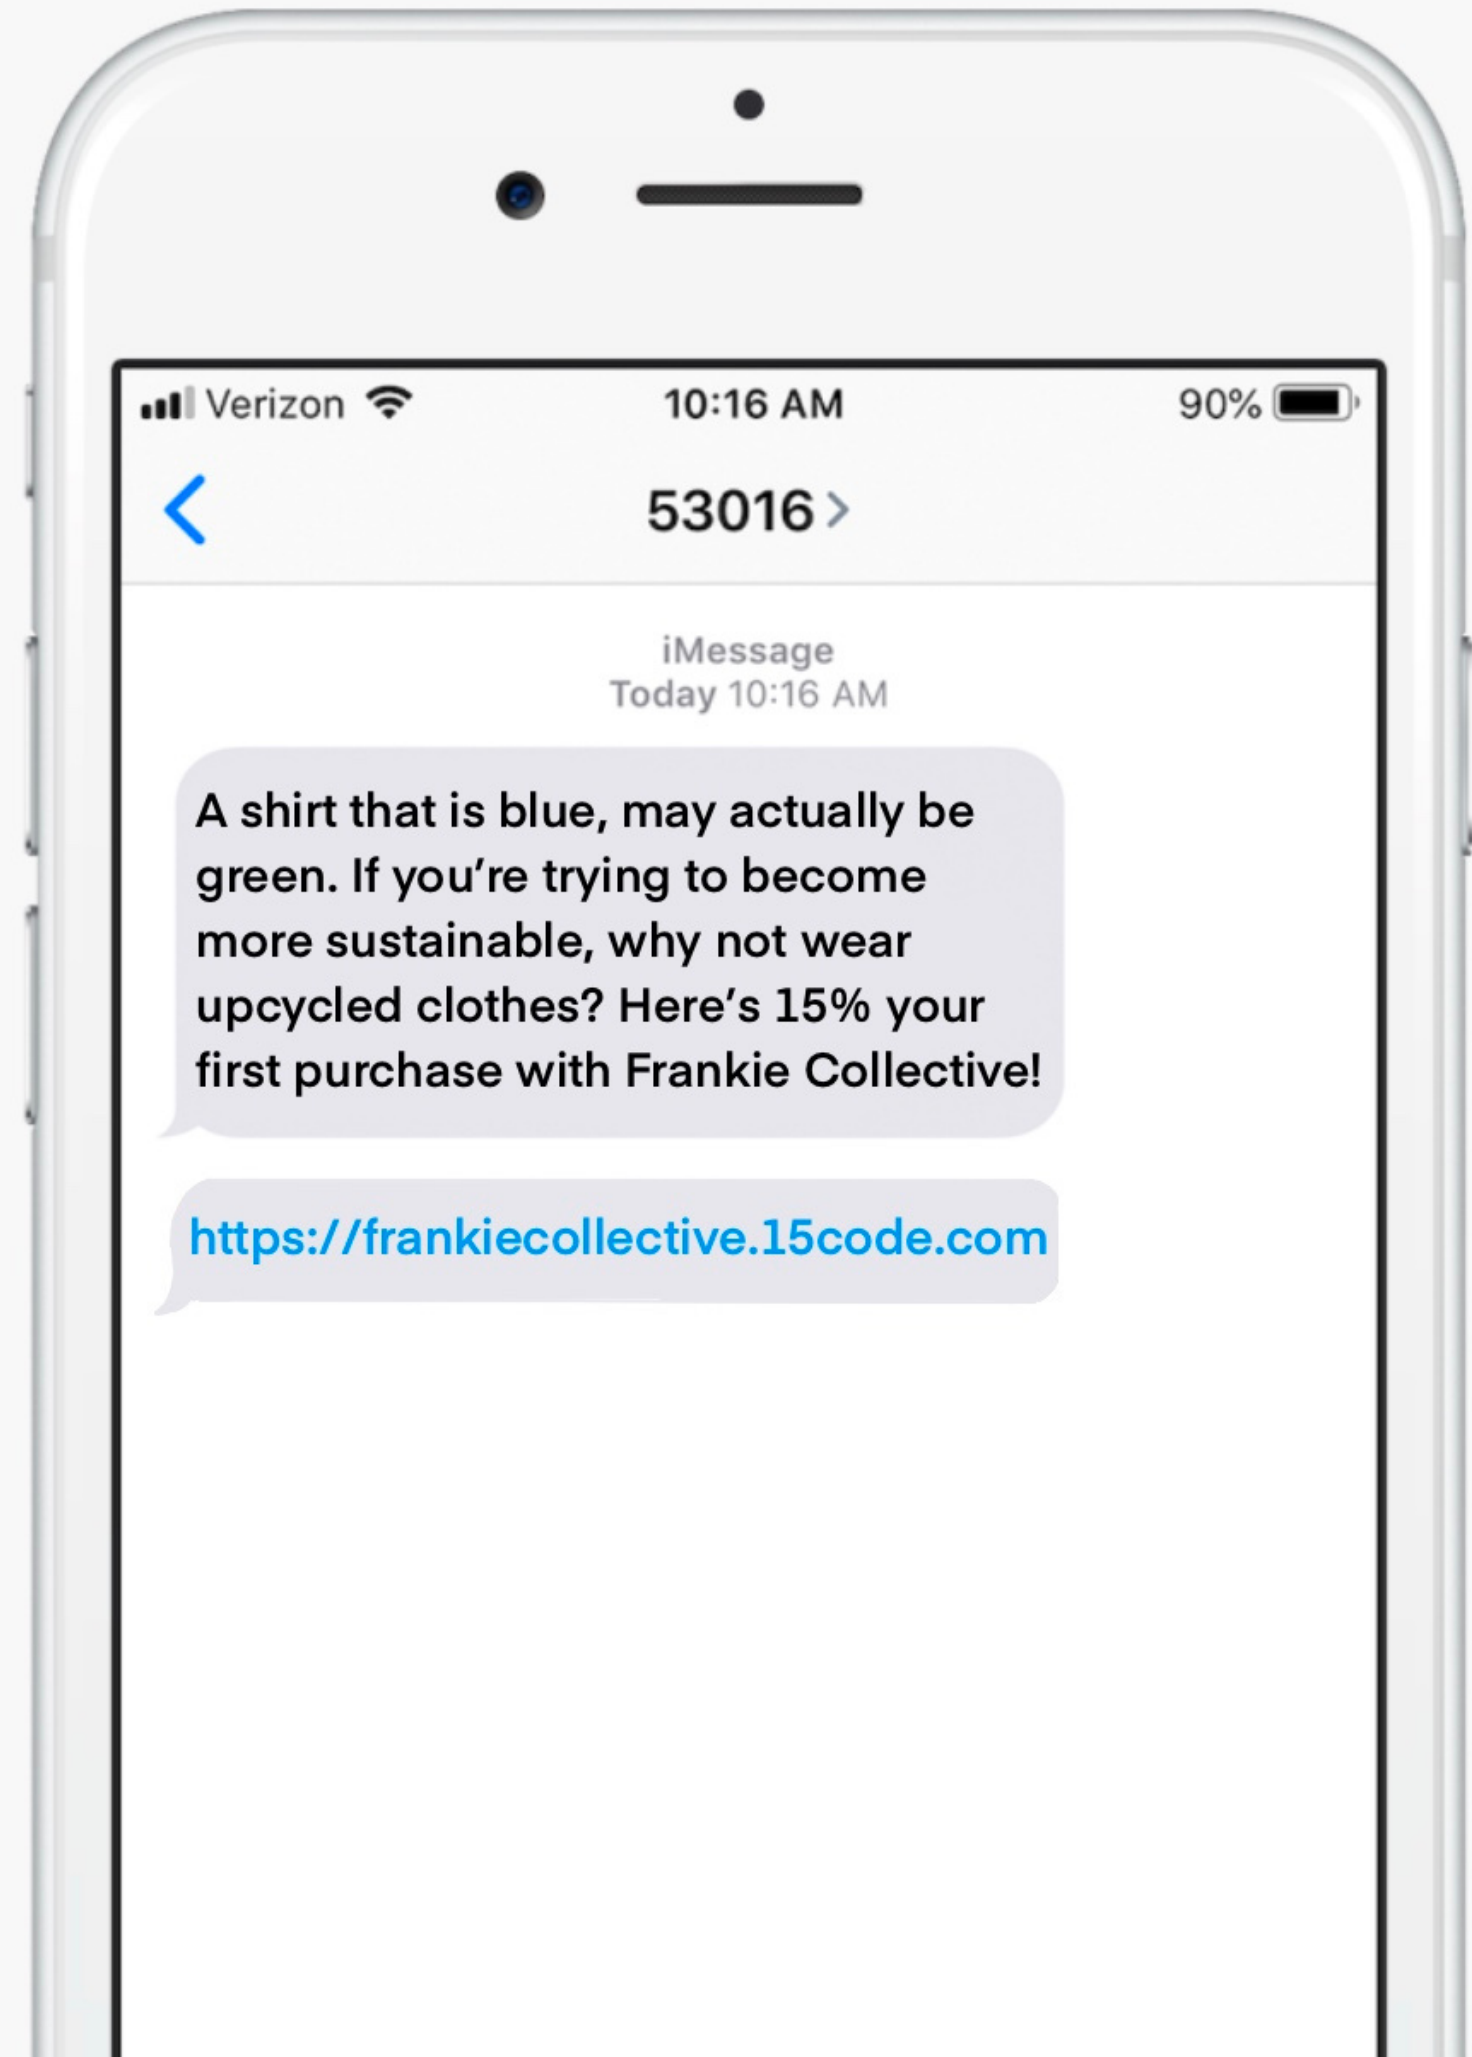 Verizon 10:16 AM 90%
53016
iMessage
Today 10:16 AM
A shirt that is blue, may actually be
green. If you’re trying to become
more sustainable, why not wear
upcycled clothes? Here’s 15% your
first purchase with Frankie Collective!
https://frankiecollective.15code.com